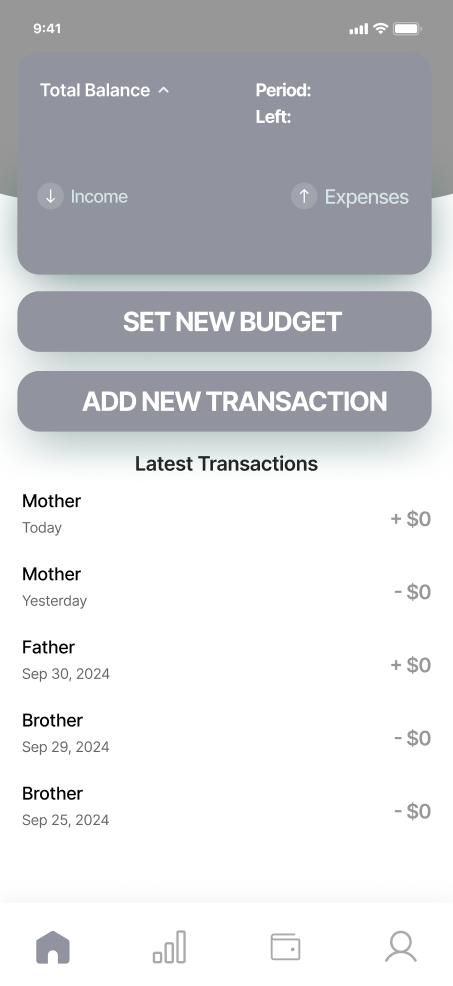 9:41
Total Balance
Period:
Left:
Income
Expenses
SET NEW BUDGET
ADD NEW TRANSACTION
Latest Transactions
Mother
Today
+ $0
Mother
Yesterday
- $0
Father
Sep 30, 2024
+ $0
Brother
Sep 29, 2024
- $0
Brother
Sep 25, 2024
- $0